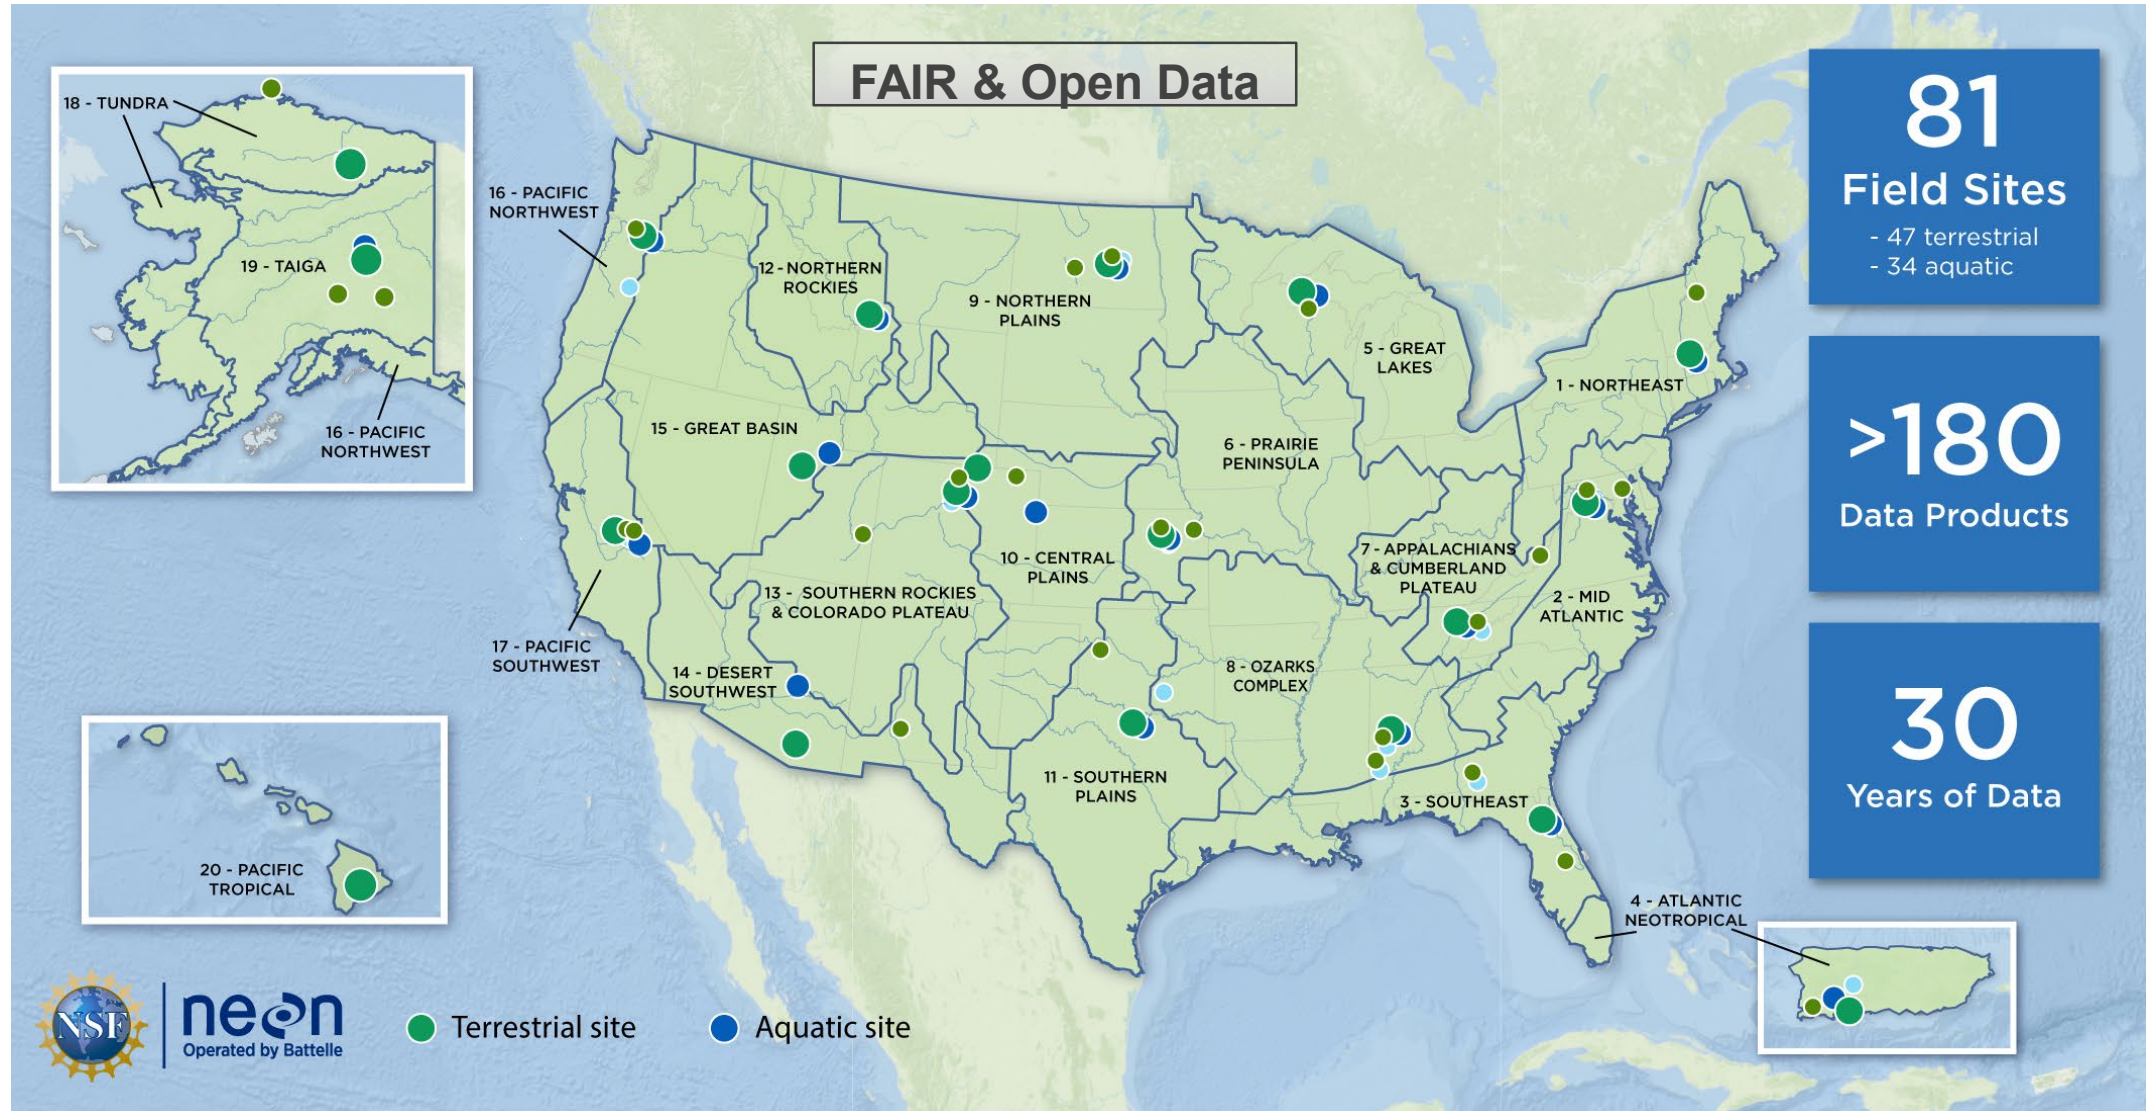 FAIR & Open Data
18 - TUNDRA
19 - TAIGA
16 - PACIFIC
NORTHWEST
16 - PACIFIC
NORTHWEST
12 - NORTHERN
ROCKIES
9 - NORTHERN
PLAINS
5 - GREAT
LAKES
1 - NORTHEAST
15 - GREAT BASIN
6 - PRAIRIE
PENINSULA
10 - CENTRAL
PLAINS
7 - APPALACHIANS
& CUMBERLAND
PLATEAU
2 - MID
ATLANTIC
13 - SOUTHERN ROCKIES
& COLORADO PLATEAU
17 - PACIFIC
SOUTHWEST
14 - DESERT
SOUTHWEST
8 - OZARKS
COMPLEX
11 - SOUTHERN
PLAINS
3 - SOUTHEAST
4 - ATLANTIC
NEOTROPICAL
20 - PACIFIC
TROPICAL
81
Field Sites
- 47 terrestrial
- 34 aquatic
>180
Data Products
30
Years of Data
NSF
neon
Operated by Battelle
Terrestrial site
Aquatic site